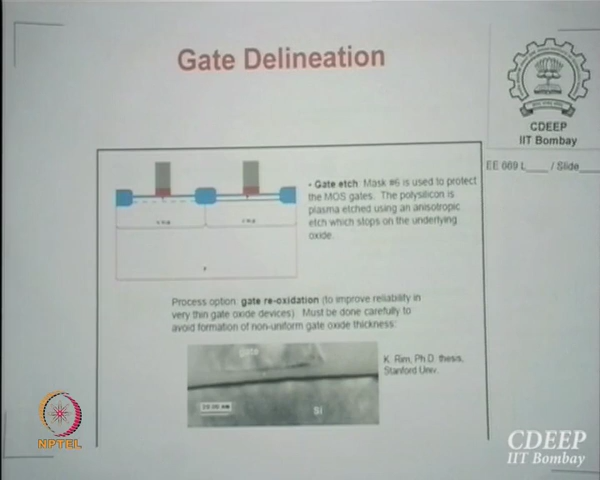 Gate Delineation
CDEEP
IIT Bombay
EE 669 L____ / Slide____
- Gate etch Mask #6 is used to protect
the MOS gates. The polysilicon is
plasma etched using an anisotropic
etch which stops on the underlying
oxide.
P
Process option: gate re-oxidation (to improve reliability in
very thin gate oxide devices). Must be done carefully to
avoid formation of non-uniform gate oxide thickness:
gate
Si
K. Rim, Ph.D. thesis,
Stanford Univ.
NPTEL
CDEEP
IIT Bombay